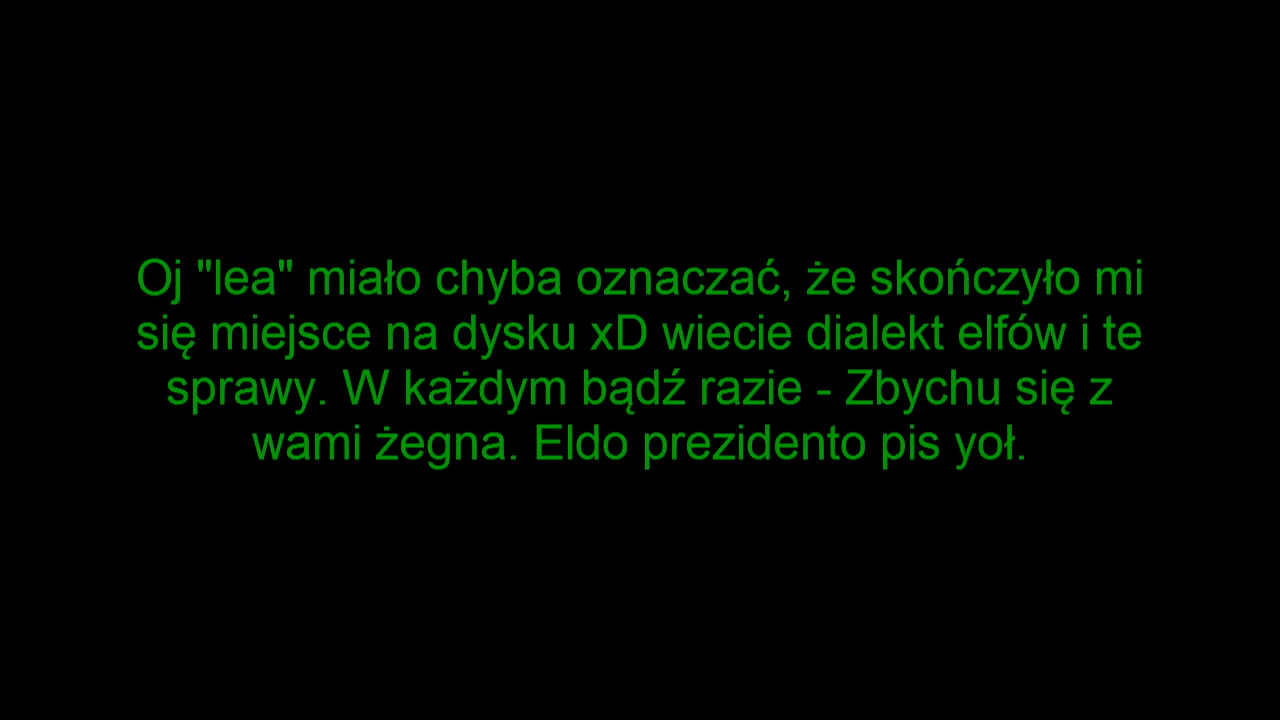 Oj "lea" miało chyba oznaczać, że skończyło mi
się miejsce na dysku xD wiecie dialekt elfów i te
sprawy. W każdym bądź razie - Zbychu się z
wami żegna. Eldo prezidento pis yoł.